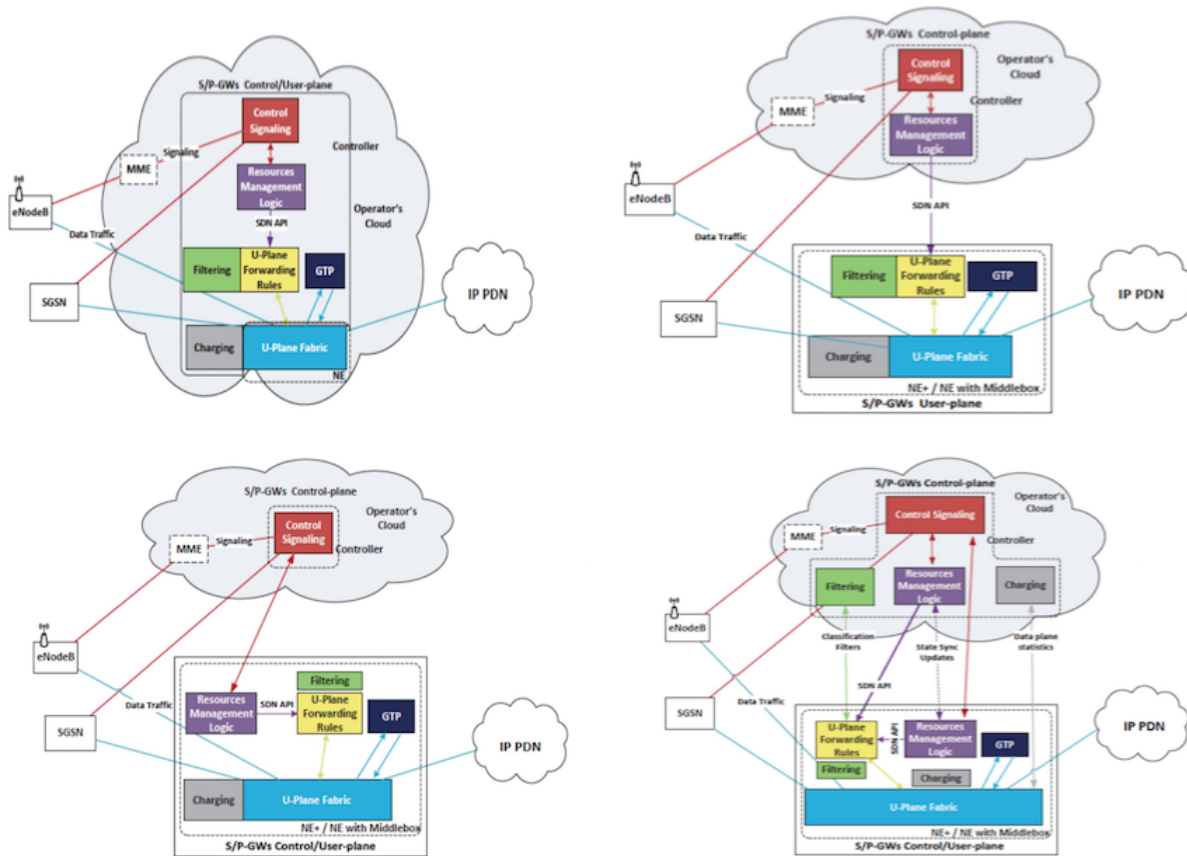 S/P-GWs Control/User-plane
Control
Signaling
Signaling
Controller
MME
Resources
Management
Logic
eNodeB
Operator's
Cloud
SDN API
Data Traffic
Filtering
U-Plane
Forwarding
Rules
GTP
IP PDN
SGSN
Charging
U-Plane Fabric
NE
S/P-GWs Control-plane
Control
Signaling
Operator's
Cloud
Signaling
Controller
MME
Resources
Management
Logic
eNodeB
SDN API
Data Traffic
Filtering
U-Plane
Forwarding
Rules
GTP
IP PDN
SGSN
Charging
U-Plane Fabric
NE+ / NE with Middlebox
S/P-GWs User-plane
S/P-GWs Control-plane
Operator's
Cloud
Control
Signaling
Signaling
MME
Controller
eNodeB
Filtering
Data Traffic
Resources
Management
Logic
SDN API
U-Plane
Forwarding
Rules
GTP
SGSN
IP PDN
Charging
U-Plane Fabric
NE+ / NE with Middlebox
S/P-GWs Control/User-plane
S/P-GWs Control-plane
Operator's
Cloud
Control Signaling
Signaling
MME
Controller
Filtering
Resources
Management
Logic
Charging
eNodeB
Classification
Filters
State Sync
Updates
Data plane
statistics
SDN API
Data Traffic
SGSN
IP PDN
U-Plane
Forwarding
Rules
SDN API
Resources
Management
Logic
GTP
Filtering
Charging
U-Plane Fabric
NE+ / NE with Middlebox
S/P-GWs Control/User-plane